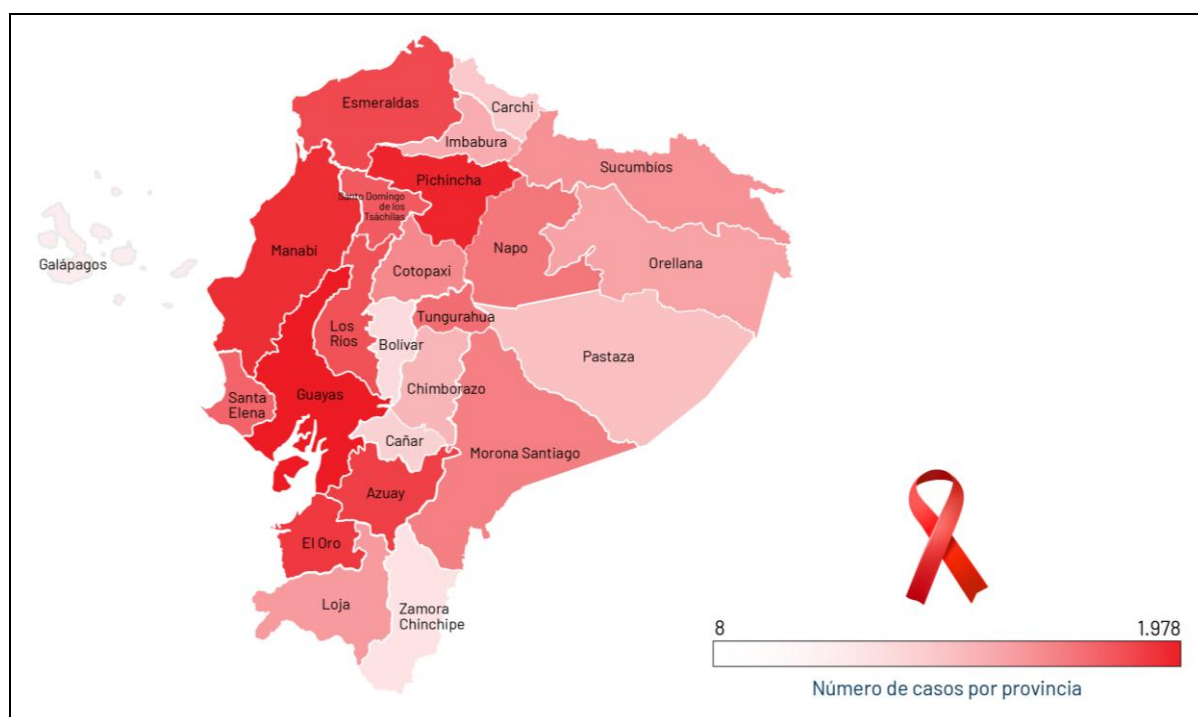 Esmeraldas
Carchi
Imbabura
Sucumbíos
Pichincha
Santo Domingo
de los
Tsáchilas
Manabí
Napo
Galápagos
Cotopaxi
Orellana
Tungurahua
Los
Ríos
Bolívar
Pastaza
Chimborazo
Santa
Elena
Guayas
Cañar
Morona Santiago
Azuay
El Oro
Loja
Zamora
Chinchipe
8
1.978
Número de casos por provincia